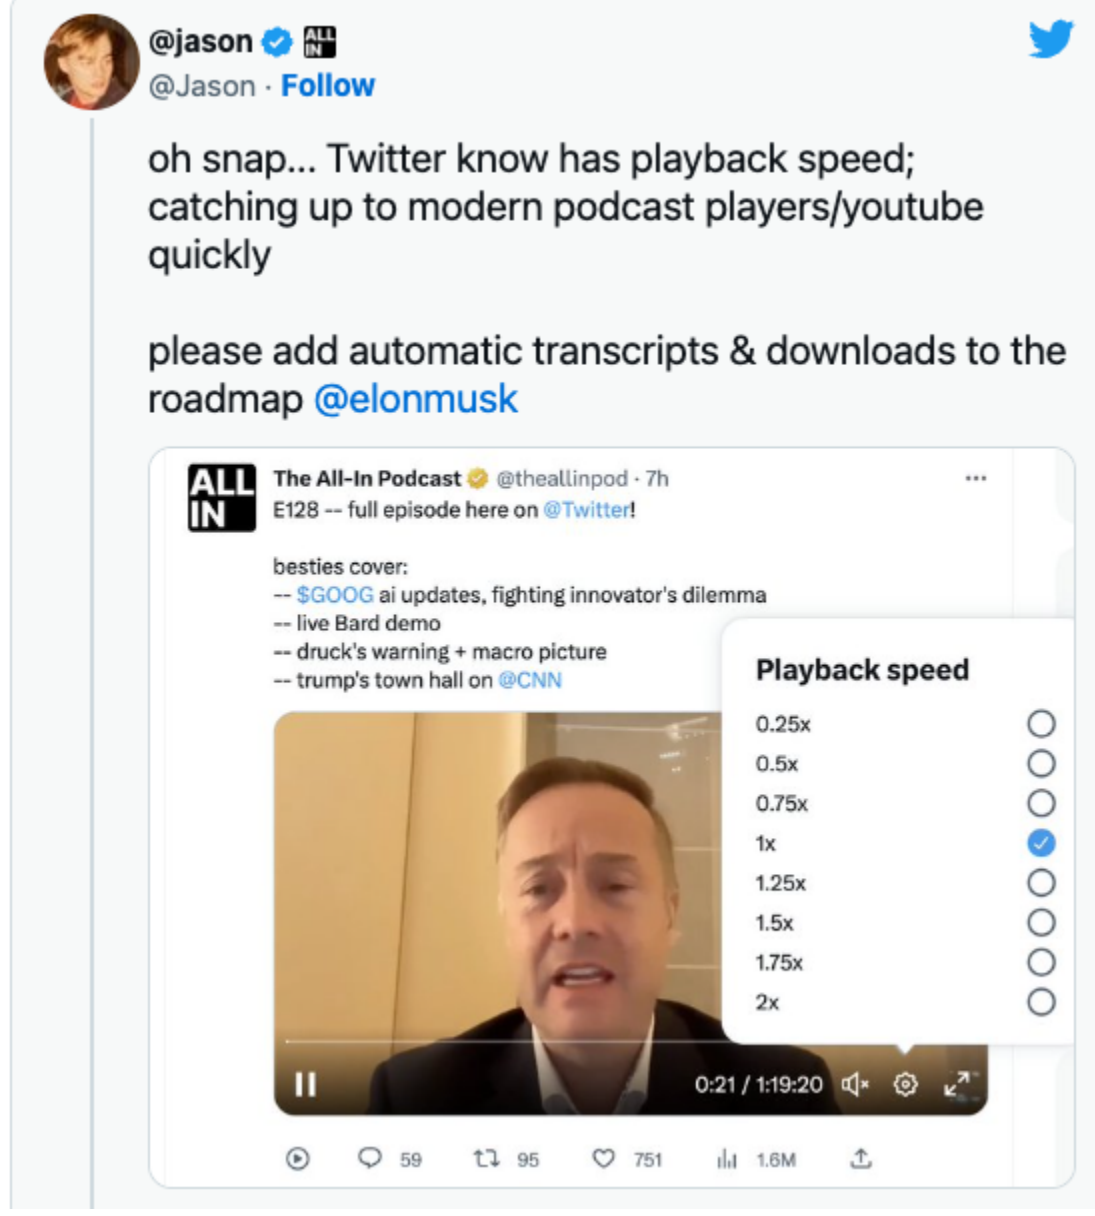 @jason ALL IN
@Jason · Follow
oh snap... Twitter know has playback speed;
catching up to modern podcast players/youtube
quickly
please add automatic transcripts & downloads to the
roadmap @elonmusk
ALL
IN
The All-In Podcast @theallinpod · 7h
E128 -- full episode here on @Twitter!
besties cover:
-- $GOOG ai updates, fighting innovator's dilemma
-- live Bard demo
-- druck's warning + macro picture
-- trump's town hall on @CNN
Playback speed
0.25x
0.5x
0.75x
1x
1.25x
1.5x
1.75x
2x
0:21 / 1:19:20
59 95 751 1.6M